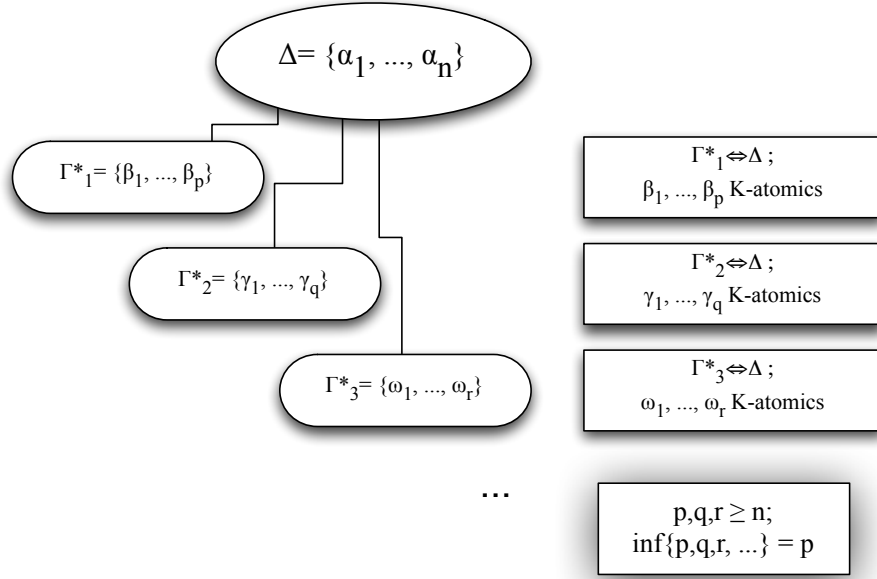 Δ= {α1, ..., αn}
Γ*1= {β1, ..., βp}
Γ*2= {γ1, ..., γq}
Γ*3= {ω1, ..., ωr}
...
Γ*1⇔Δ ;
β1, ..., βp K-atomics
Γ*2⇔Δ ;
γ1, ..., γq K-atomics
Γ*3⇔Δ ;
ω1, ..., ωr K-atomics
p,q,r ≥ n;
inf{p,q,r, ...} = p